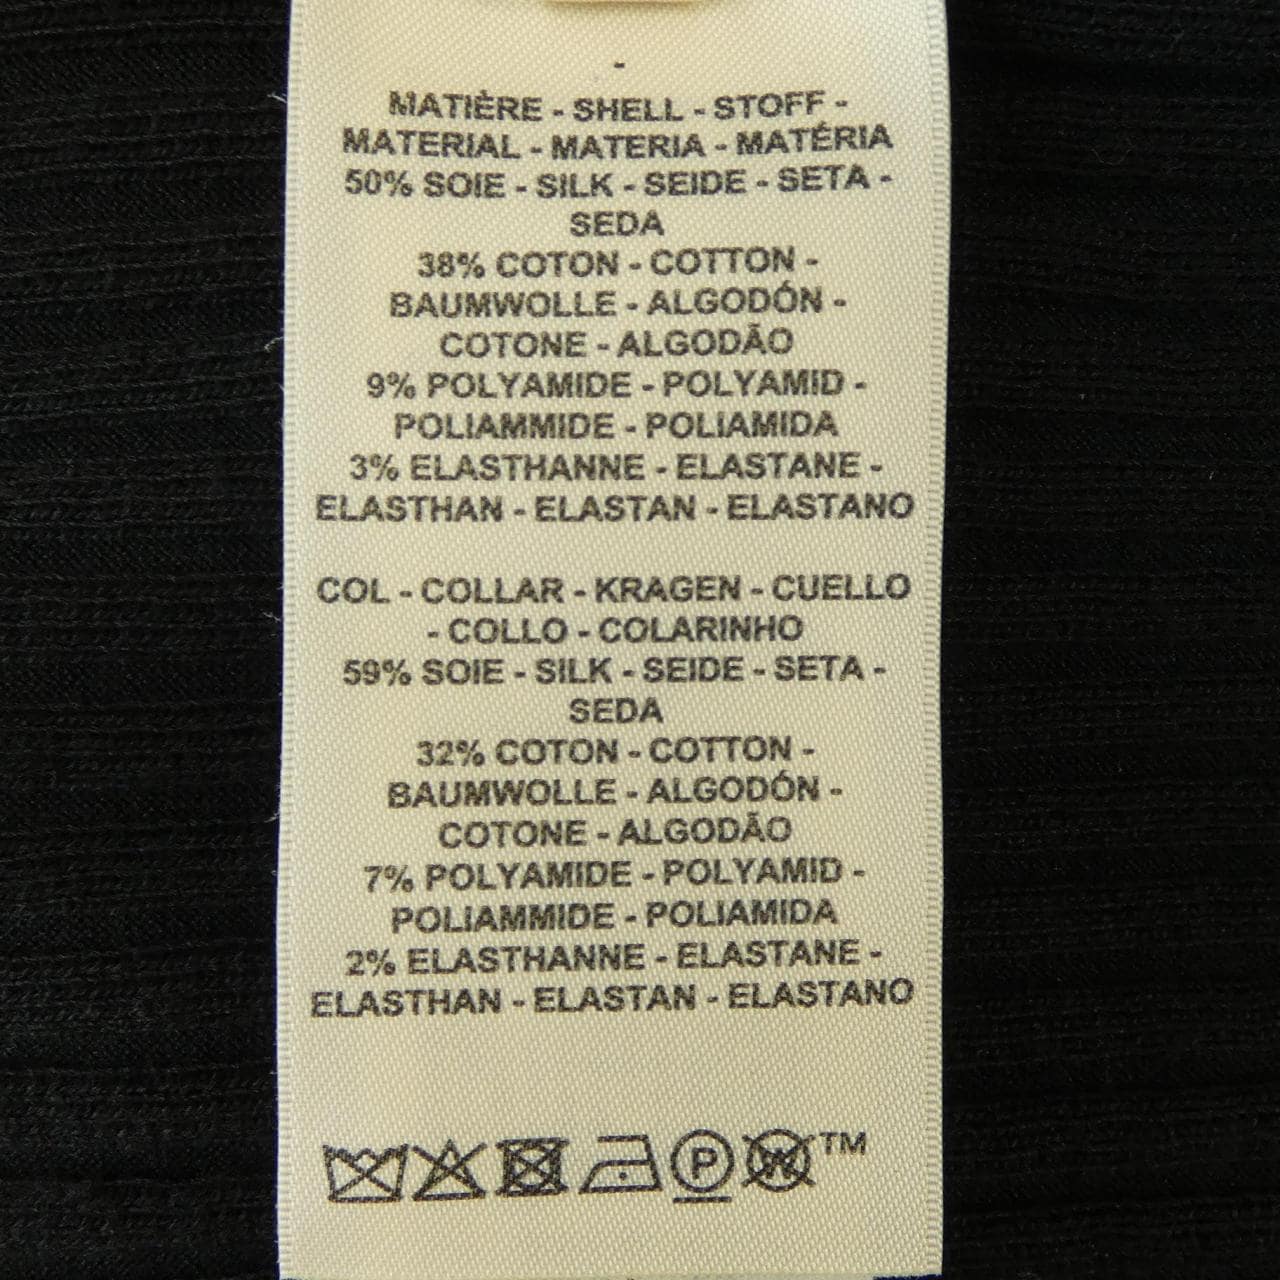 -
MATIÈRE - SHELL - STOFF -
MATERIAL - MATERIA - MATÉRIA
50% SOIE - SILK - SEIDE - SETA -
SEDA
38% COTON - COTTON -
BAUMWOLLE - ALGODÓN -
COTONE - ALGODÃO
9% POLYAMIDE - POLYAMID -
POLIAMMIDE - POLIAMIDA
3% ELASTHANNE - ELASTANE -
ELASTHAN - ELASTAN - ELASTANO
COL - COLLAR - KRAGEN - CUELLO
- COLLO - COLARINHO
59% SOIE - SILK - SEIDE - SETA -
SEDA
32% COTON - COTTON -
BAUMWOLLE - ALGODÓN -
COTONE - ALGODÃO
7% POLYAMIDE - POLYAMID -
POLIAMMIDE - POLIAMIDA
2% ELASTHANNE - ELASTANE -
ELASTHAN - ELASTAN - ELASTANO
P W TM